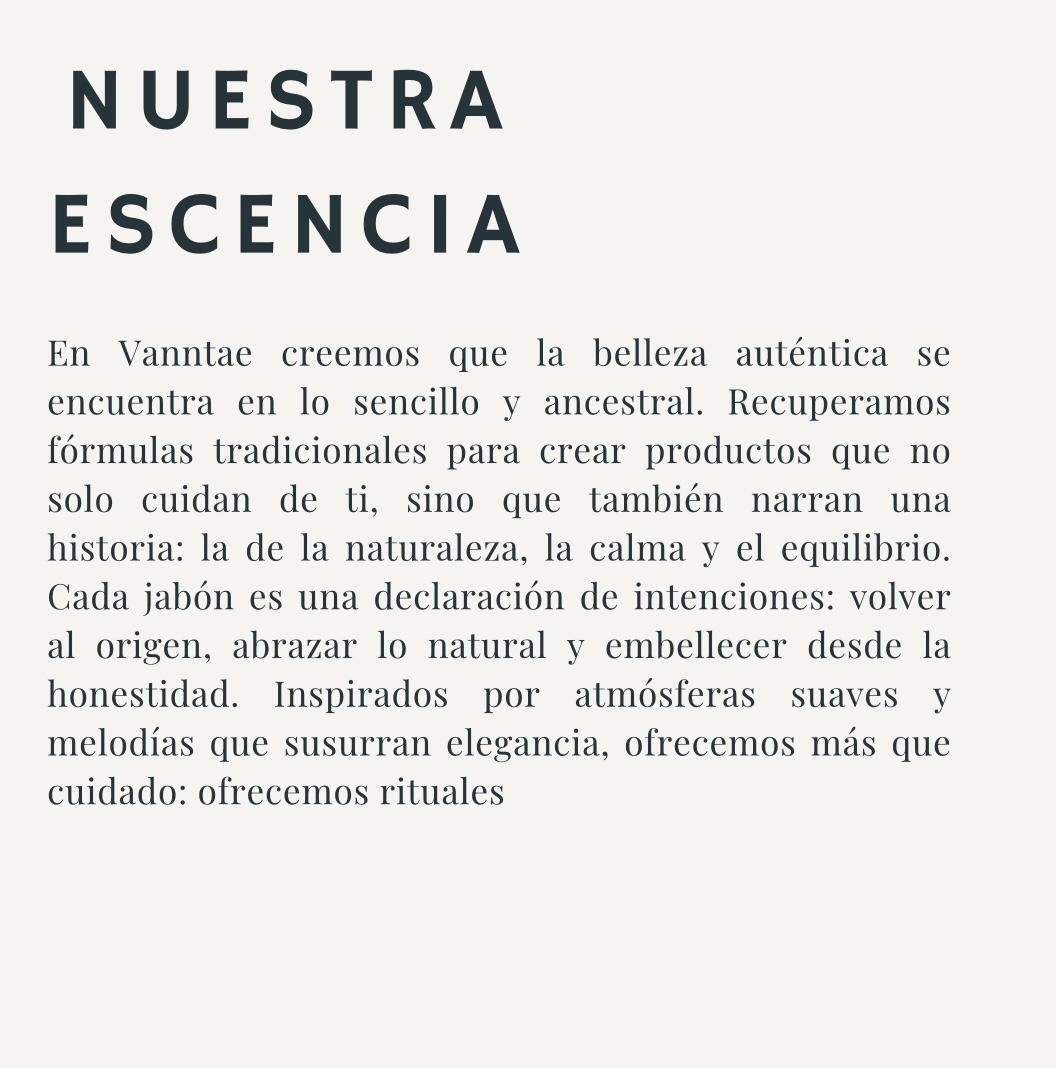 NUESTRA
ESCENCIA
En Vanntae creemos que la belleza auténtica se
encuentra en lo sencillo y ancestral. Recuperamos
fórmulas tradicionales para crear productos que no
solo cuidan de ti, sino que también narran una
historia: la de la naturaleza, la calma y el equilibrio.
Cada jabón es una declaración de intenciones: volver
al origen, abrazar lo natural y embellecer desde la
honestidad. Inspirados por atmósferas suaves y
melodías que susurran elegancia, ofrecemos más que
cuidado: ofrecemos rituales